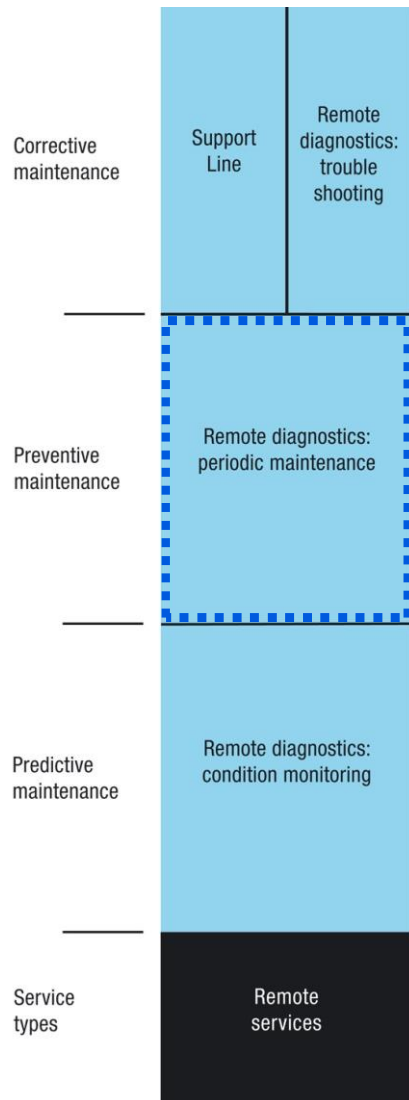 Corrective
maintenance
Support
Line
Remote
diagnostics:
trouble
shooting
Preventive
maintenance
Remote diagnostics:
periodic maintenance
Predictive
maintenance
Remote diagnostics:
condition monitoring
Service
types
Remote
services